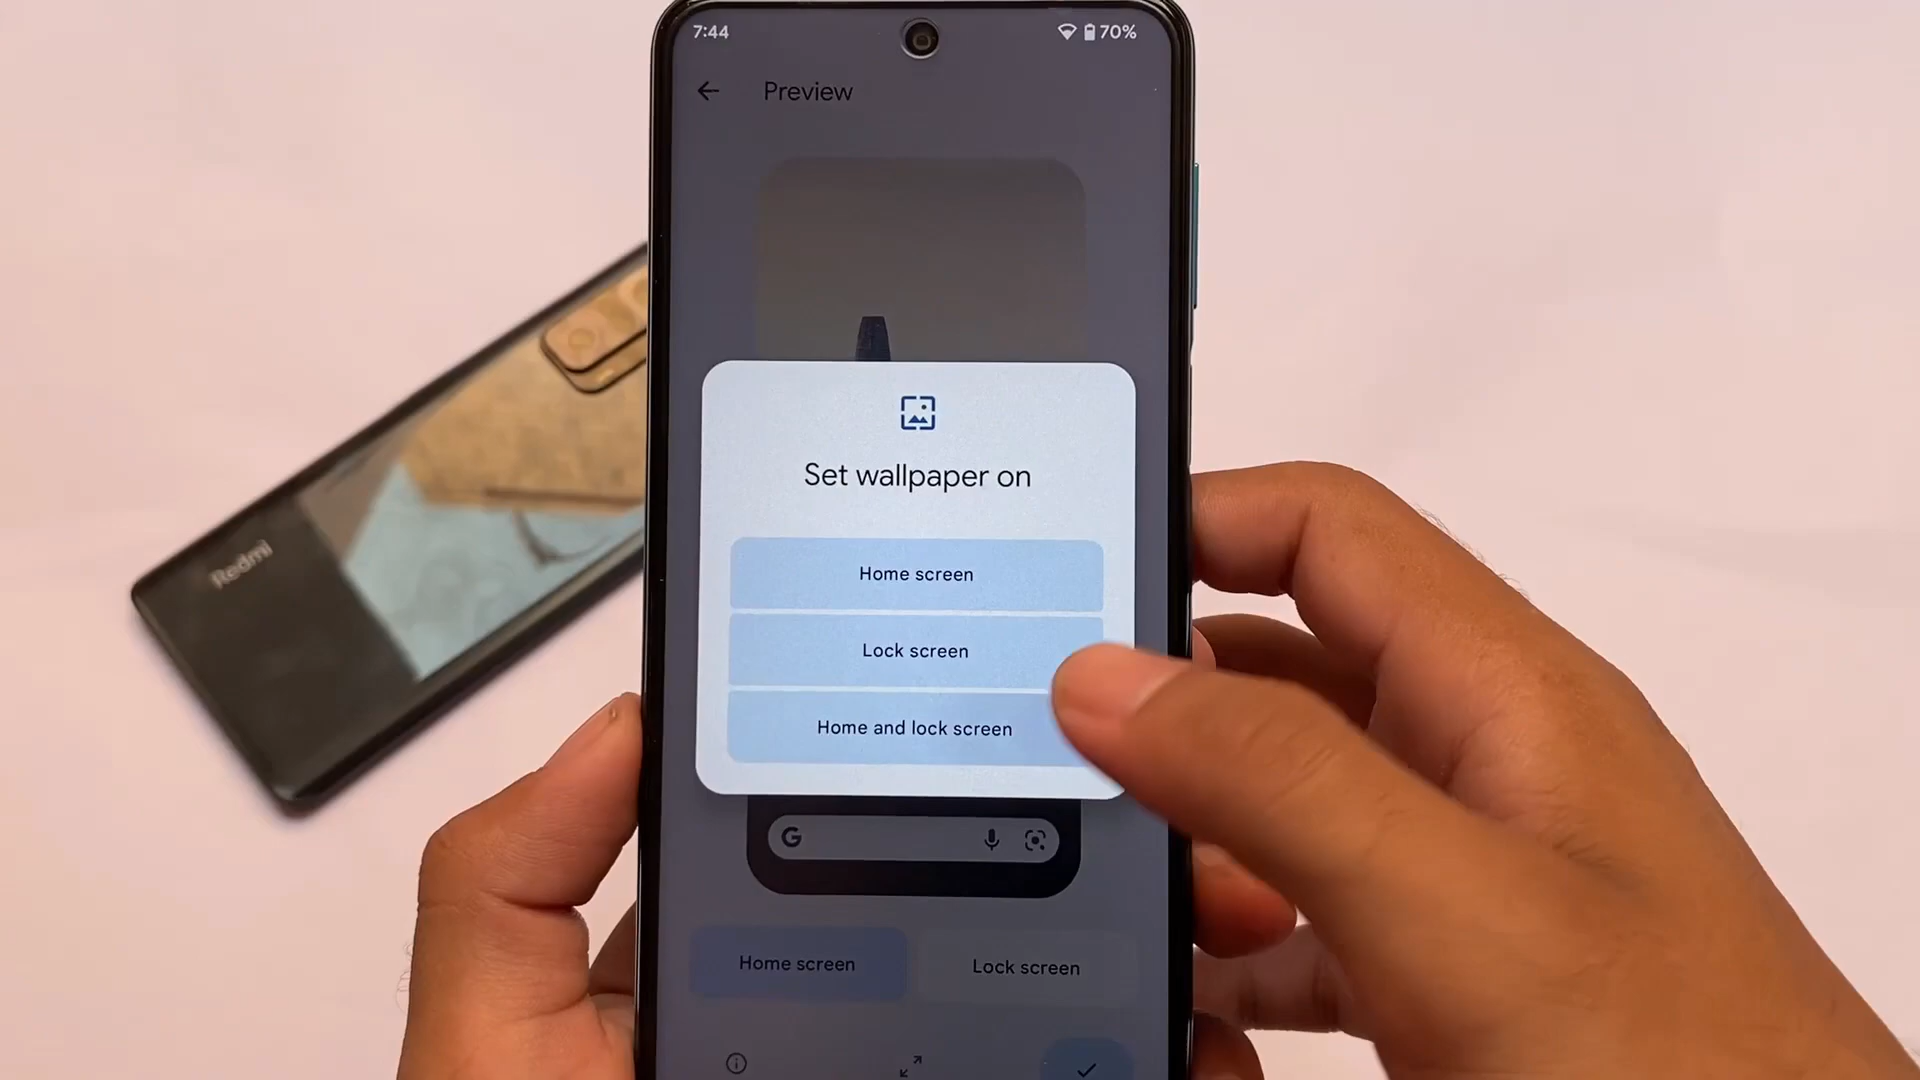 7:44
70%
Preview
Set wallpaper on
Home screen
Lock screen
Home and lock screen
G
Home screen
Lock screen
Redmi